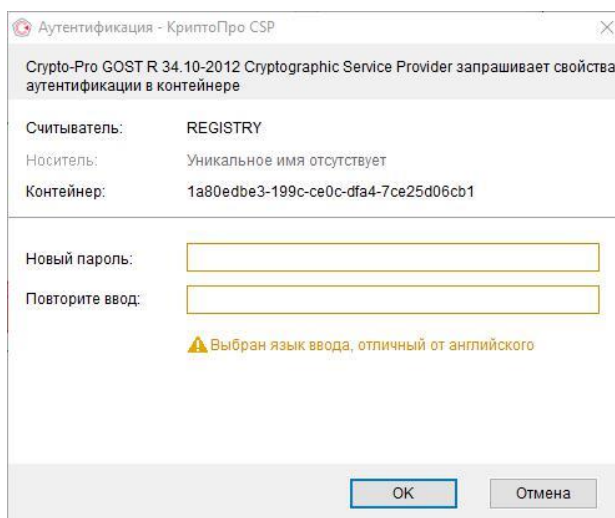 Аутентификация - КриптоПро CSP
Crypto-Pro GOST R 34.10-2012 Cryptographic Service Provider запрашивает свойства
аутентификации в контейнере
Считыватель: REGISTRY
Носитель: Уникальное имя отсутствует
Контейнер: 1a80edbe3-199c-ce0c-dfa4-7ce25d06cb1
Новый пароль:
Повторите ввод:
Выбран язык ввода, отличный от английского
OK Отмена